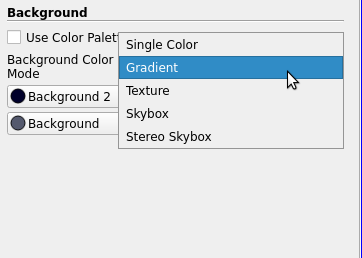 Background
Use Color Palett
Background Color
Mode
Single Color
Gradient
Texture
Skybox
Stereo Skybox
Background 2
Background